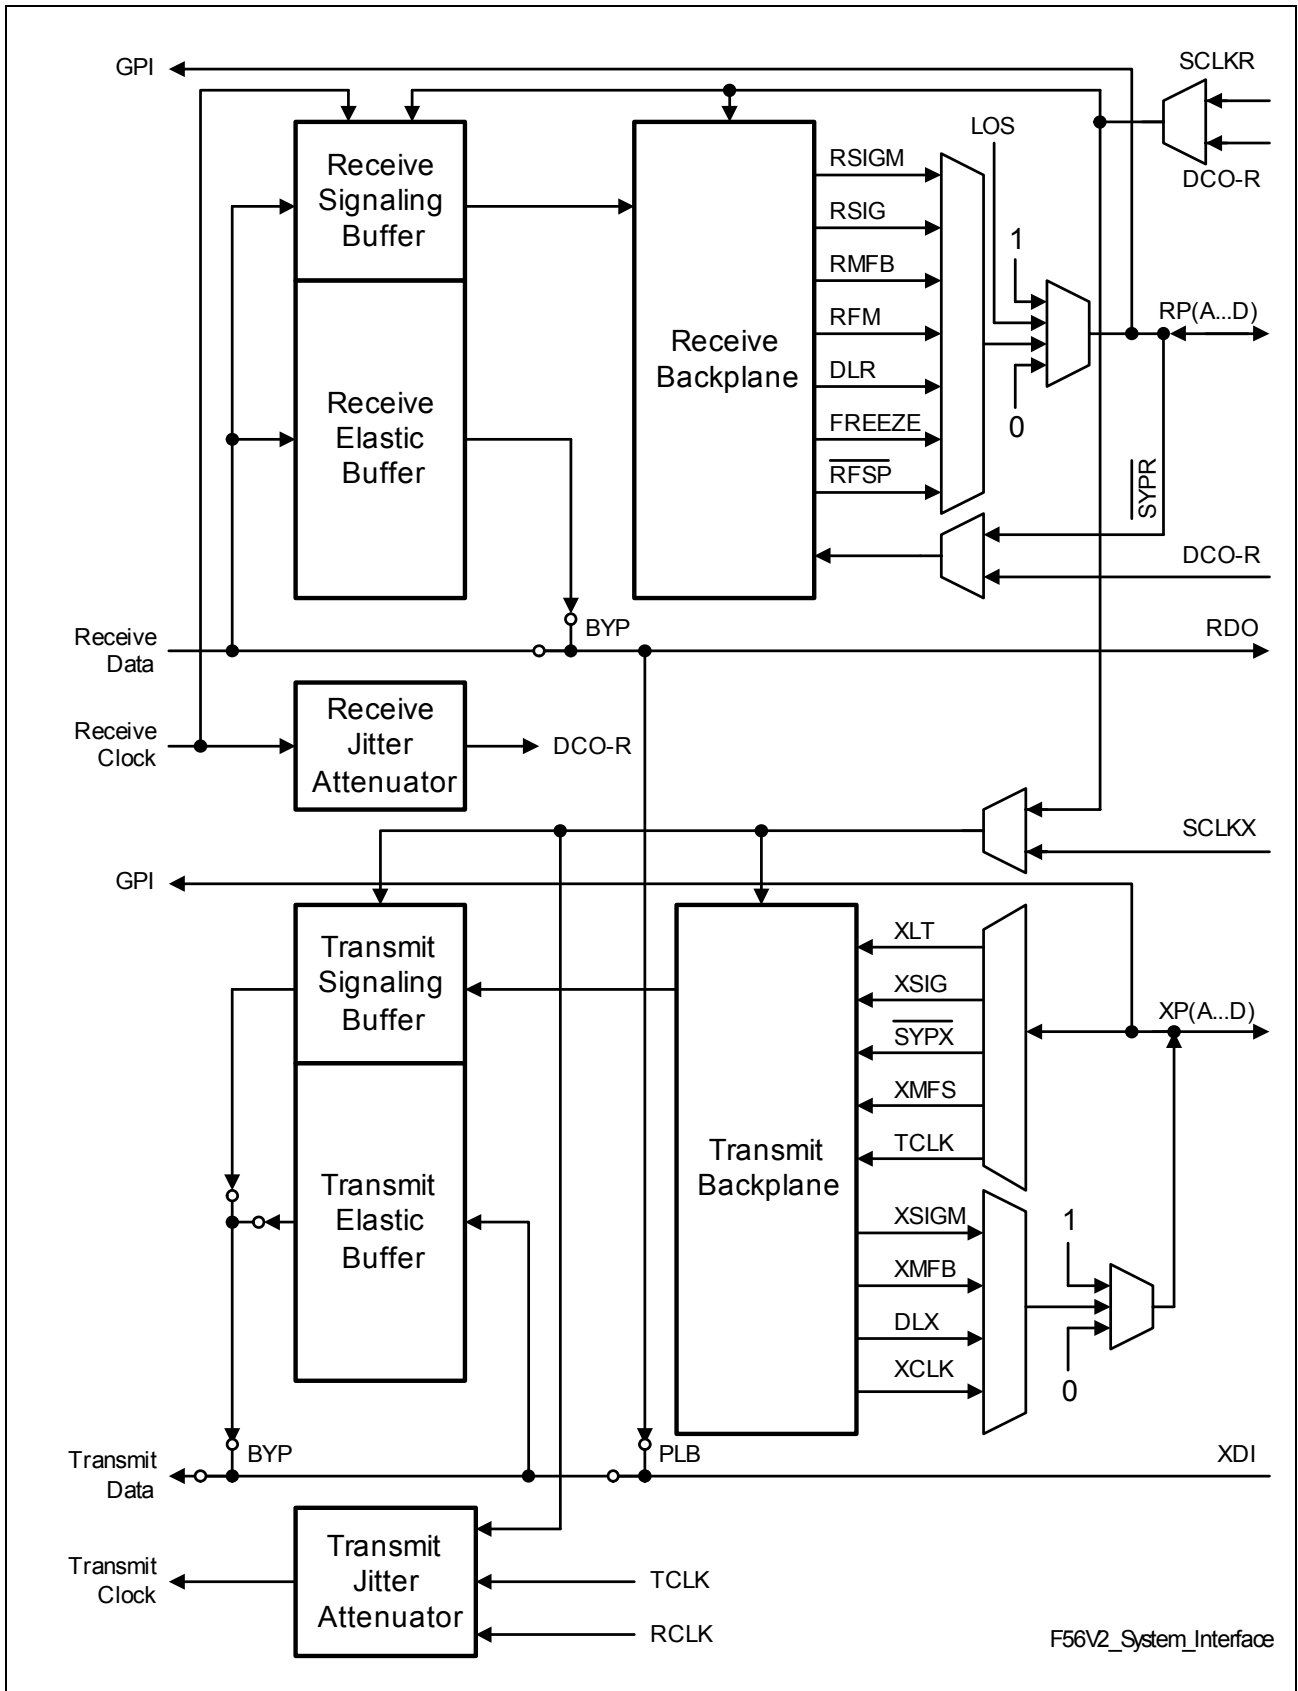 GPI
SCLKR
LOS
Receive
Signaling
Buffer
RSIGM
DCO-R
RSIG
1
RMFB
RP(A...D)
Receive
Backplane
RFM
DLR
Receive
Elastic
Buffer
FREEZE
0
RFSP
SYPR
DCO-R
BYP
RDO
Receive
Data
Receive
Clock
Receive
Jitter
Attenuator
DCO-R
SCLKX
GPI
Transmit
Signaling
Buffer
XLT
XSIG
XP(A...D)
SYPX
XMFS
TCLK
Transmit
Backplane
Transmit
Elastic
Buffer
XSIGM
1
XMFB
DLX
XCLK
0
BYP
PLB
XDI
Transmit
Data
Transmit
Clock
Transmit
Jitter
Attenuator
TCLK
RCLK
F56V2_System_Interface